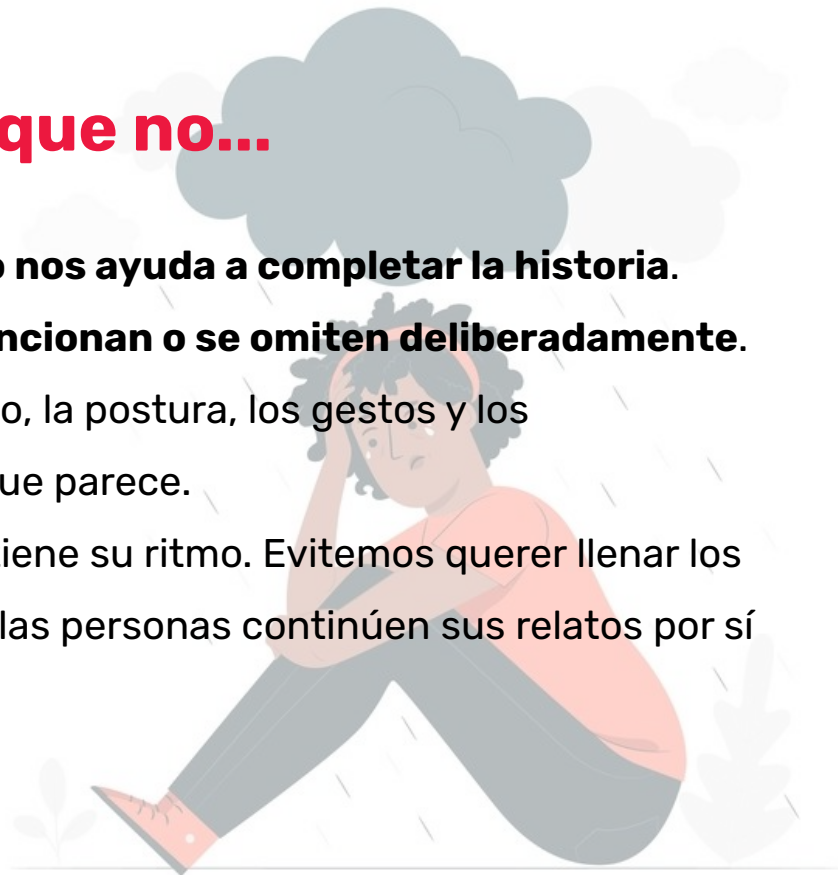 que no...
o nos ayuda a completar la historia.
ncionan o se omiten deliberadamente.
o, la postura, los gestos y los
ue parece.
tiene su ritmo. Evitemos querer llenar los
las personas continúen sus relatos por sí